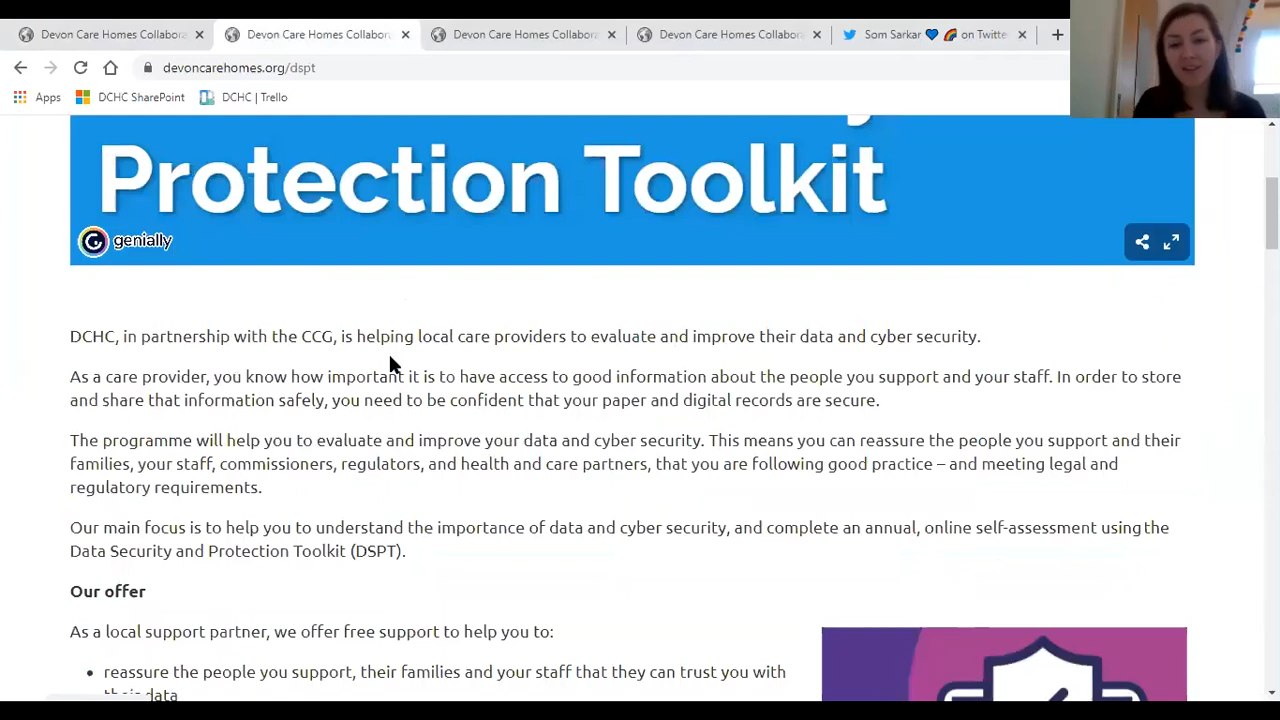 Devon Care Homes Collabora
Devon Care Homes Collabora
Devon Care Homes Collabora
Devon Care Homes Collabora
Som Sarkar 💙 🌈 on Twitte
devoncarehomes.org/dspt
Apps
DCHC SharePoint
DCHC | Trello
Protection Toolkit
genially
DCHC, in partnership with the CCG, is helping local care providers to evaluate and improve their data and cyber security.
As a care provider, you know how important it is to have access to good information about the people you support and your staff. In order to store
and share that information safely, you need to be confident that your paper and digital records are secure.
The programme will help you to evaluate and improve your data and cyber security. This means you can reassure the people you support and their
families, your staff, commissioners, regulators, and health and care partners, that you are following good practice – and meeting legal and
regulatory requirements.
Our main focus is to help you to understand the importance of data and cyber security, and complete an annual, online self-assessment using the
Data Security and Protection Toolkit (DSPT).
Our offer
As a local support partner, we offer free support to help you to:
• reassure the people you support, their families and your staff that they can trust you with
their data